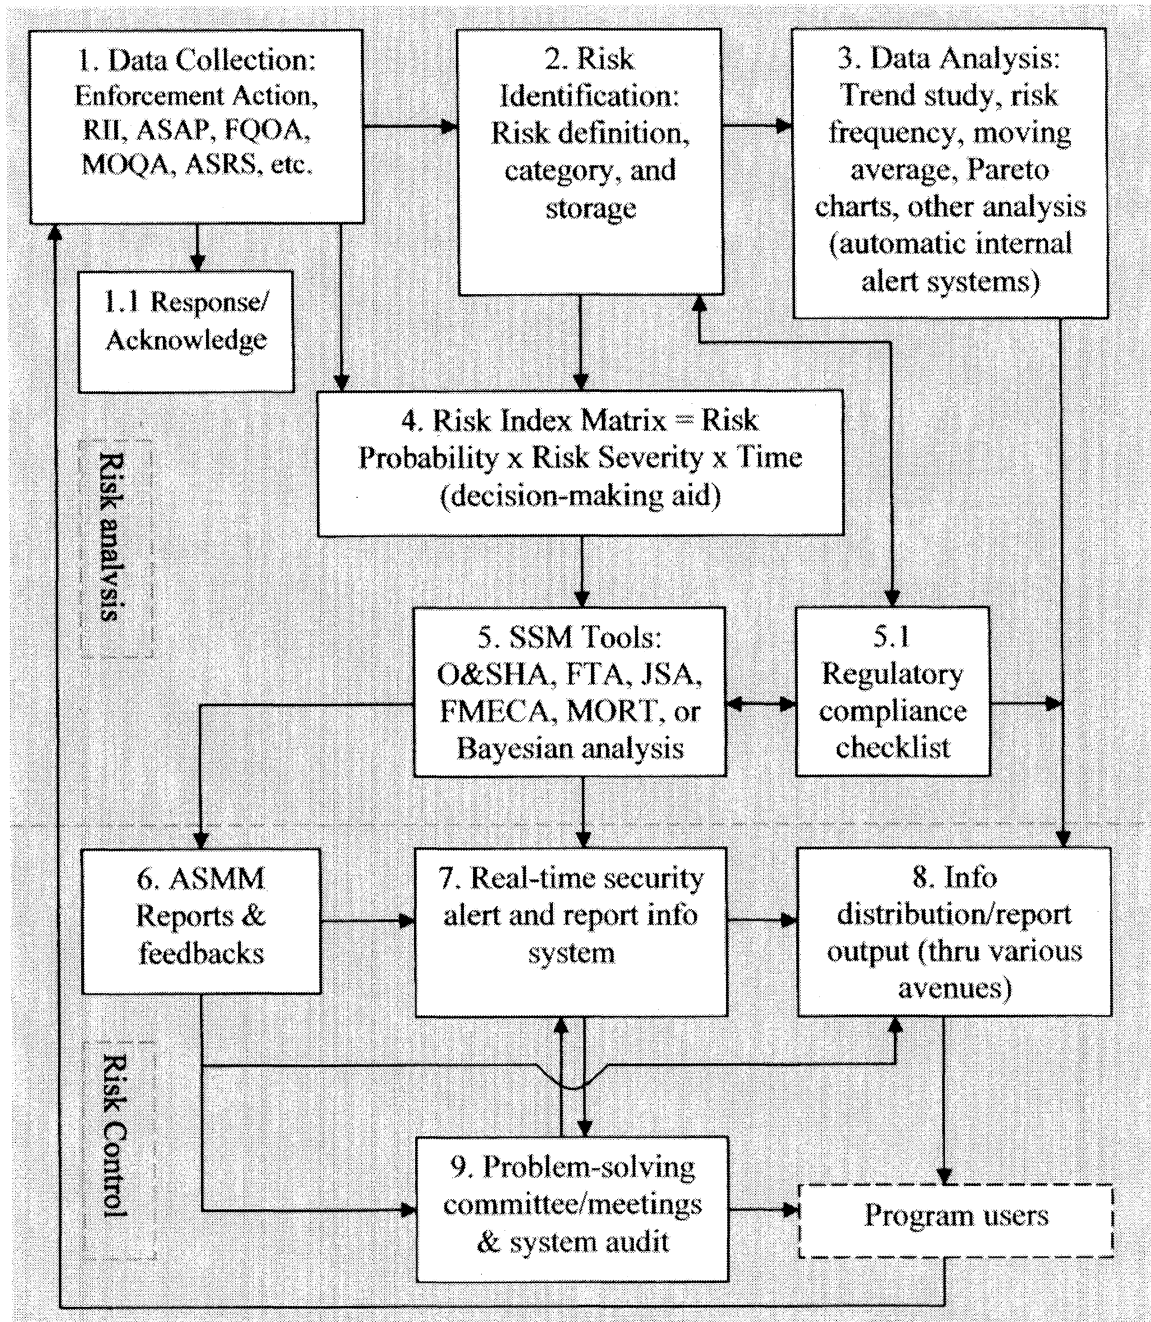 1. Data Collection:
Enforcement Action,
RII, ASAP, FQOA,
MOQA, ASRS, etc.
2. Risk
Identification:
Risk definition,
category, and
storage
3. Data Analysis:
Trend study, risk
frequency, moving
average, Pareto
charts, other analysis
(automatic internal
alert systems)
1.1 Response/
Acknowledge
4. Risk Index Matrix = Risk
Probability x Risk Severity x Time
(decision-making aid)
Risk analysis
5. SSM Tools:
O&SHA, FTA, JSA,
FMECA, MORT, or
Bayesian analysis
5.1
Regulatory
compliance
checklist
6. ASMM
Reports &
feedbacks
7. Real-time security
alert and report info
system
8. Info
distribution/report
output (thru various
avenues)
Risk Control
9. Problem-solving
committee/meetings
& system audit
Program users